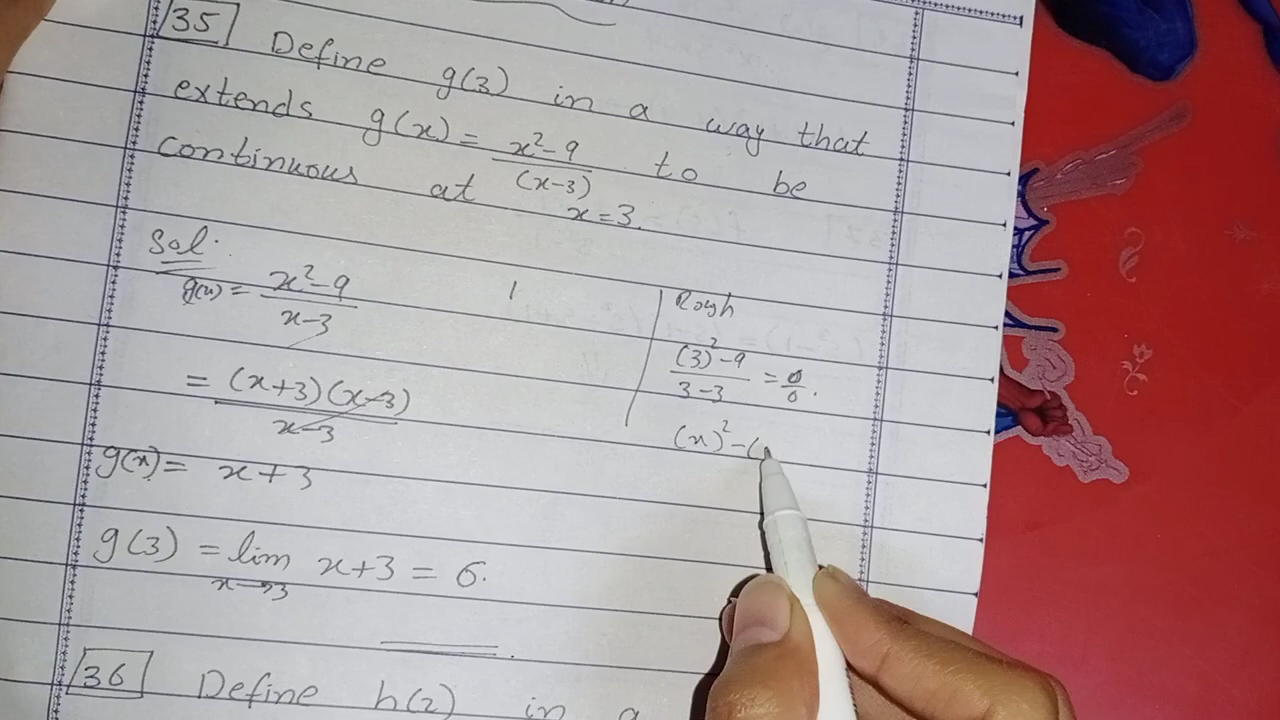 35 Define g(3) in a way that
extends g(x) = x²-9/(x-3) to be
continuous at x=3.
Sol.
g(x) = x²-9/x-3
= (x+3)(x-3)/x-3
g(x) = x+3
g(3) = lim x→3 x+3 = 6.
Rough
(3)²-9/3-3 = 0/0.
(x)²-(
36 Define h(2) in a